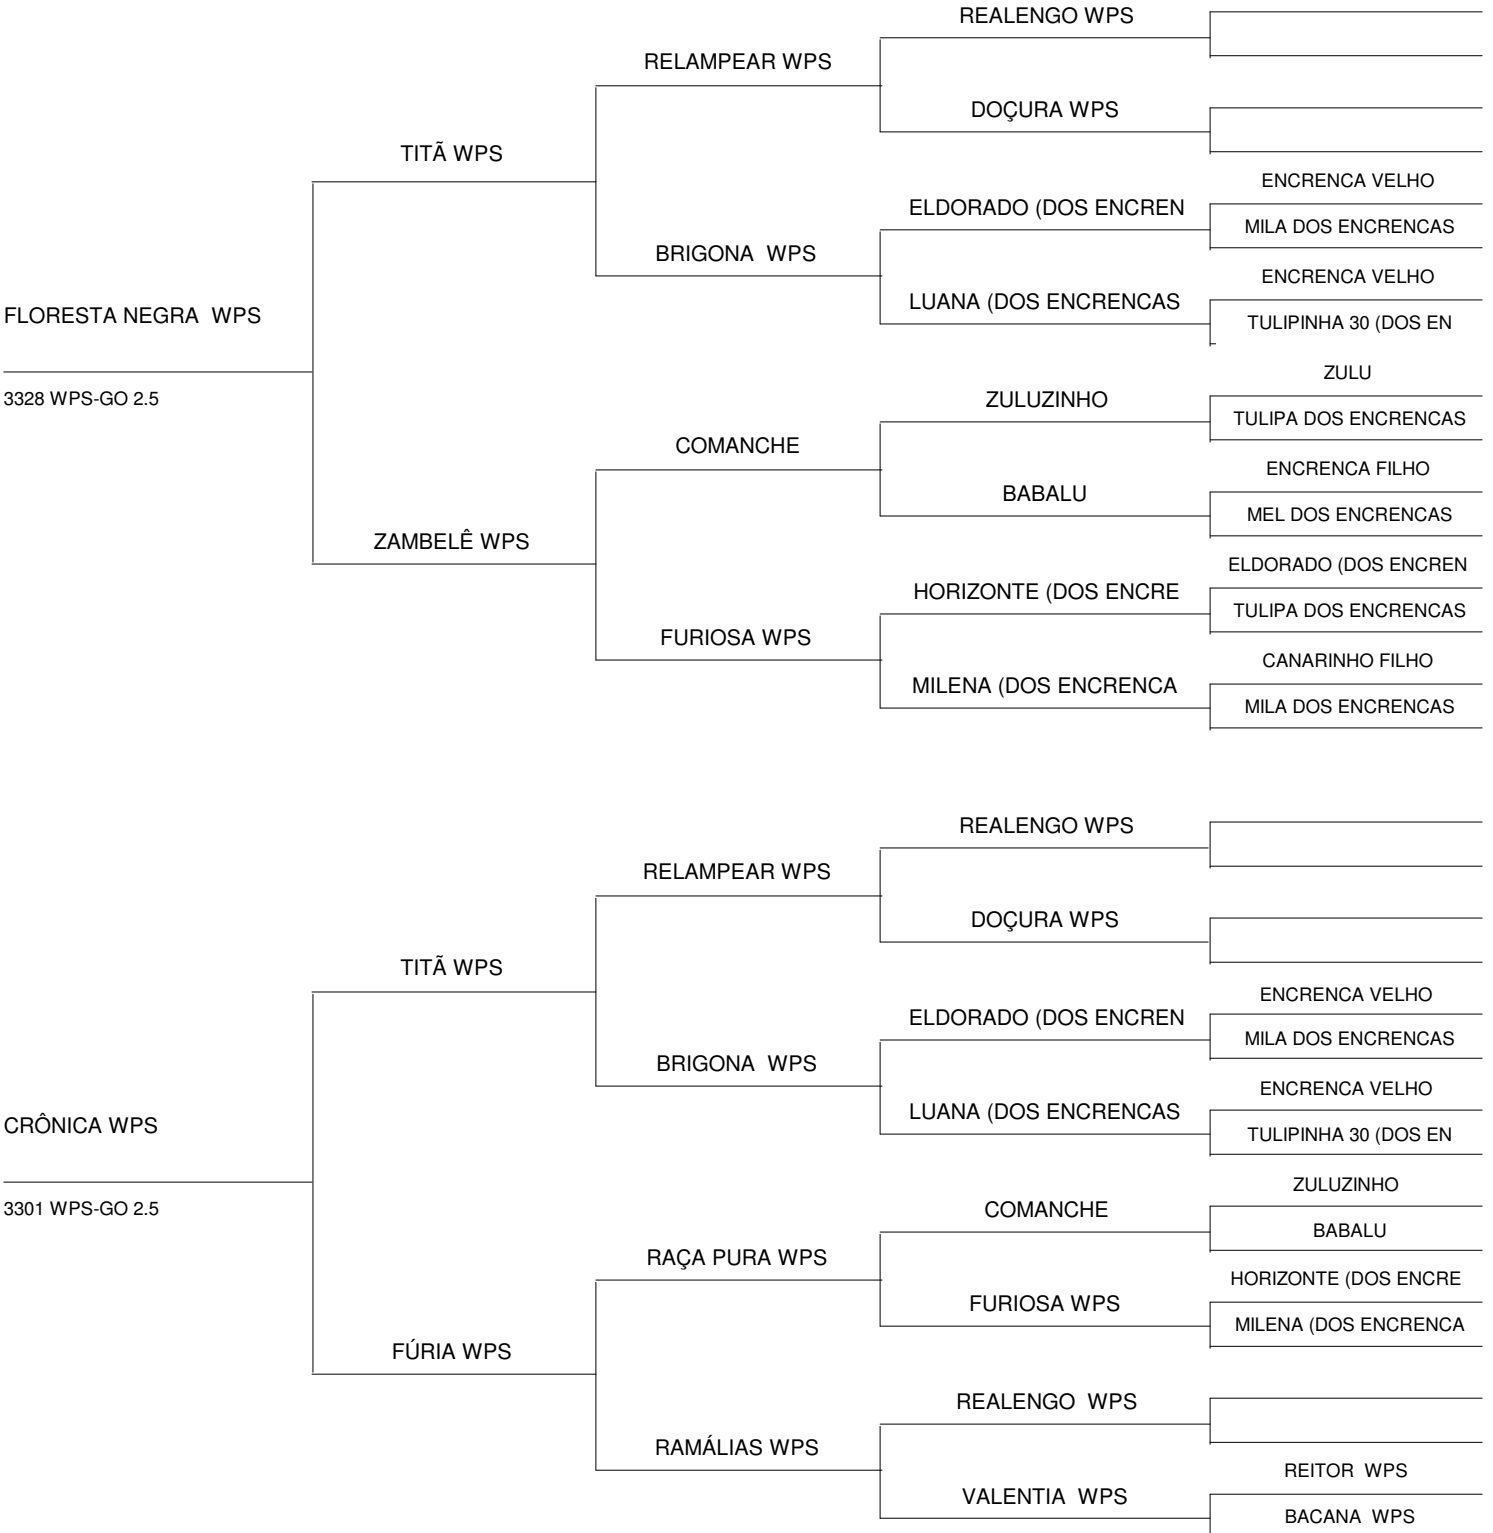 REALENGO WPS
RELAMPEAR WPS
DOÇURA WPS
TITÃ WPS
ENCRENCA VELHO
ELDORADO (DOS ENCREN
MILA DOS ENCRENCAS
BRIGONA  WPS
ENCRENCA VELHO
LUANA (DOS ENCRENCAS
FLORESTA NEGRA  WPS
TULIPINHA 30 (DOS EN
ZULU
3328 WPS-GO 2.5
ZULUZINHO
TULIPA DOS ENCRENCAS
COMANCHE
ENCRENCA FILHO
BABALU
MEL DOS ENCRENCAS
ZAMBELÊ WPS
ELDORADO (DOS ENCREN
HORIZONTE (DOS ENCRE
TULIPA DOS ENCRENCAS
FURIOSA WPS
CANARINHO FILHO
MILENA (DOS ENCRENCA
MILA DOS ENCRENCAS
REALENGO WPS
RELAMPEAR WPS
DOÇURA WPS
TITÃ WPS
ENCRENCA VELHO
ELDORADO (DOS ENCREN
MILA DOS ENCRENCAS
BRIGONA  WPS
ENCRENCA VELHO
LUANA (DOS ENCRENCAS
CRÔNICA WPS
TULIPINHA 30 (DOS EN
ZULUZINHO
3301 WPS-GO 2.5
COMANCHE
BABALU
RAÇA PURA WPS
HORIZONTE (DOS ENCRE
FURIOSA WPS
MILENA (DOS ENCRENCA
FÚRIA WPS
REALENGO  WPS
RAMÁLIAS WPS
REITOR  WPS
VALENTIA  WPS
BACANA  WPS